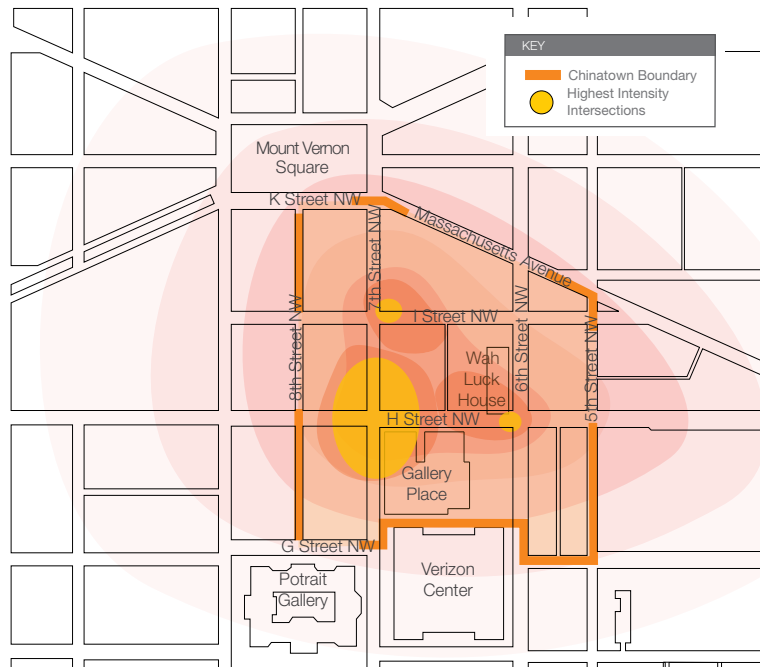 KEY
Chinatown Boundary
Highest Intensity
Intersections
Mount Vernon
Square
K Street NW
Massachusetts Avenue
7th Street NW
I Street NW
8th Street NW
6th Street NW
5th Street NW
Wah
Luck
House
H Street NW
Gallery
Place
G Street NW
Potrait
Gallery
Verizon
Center